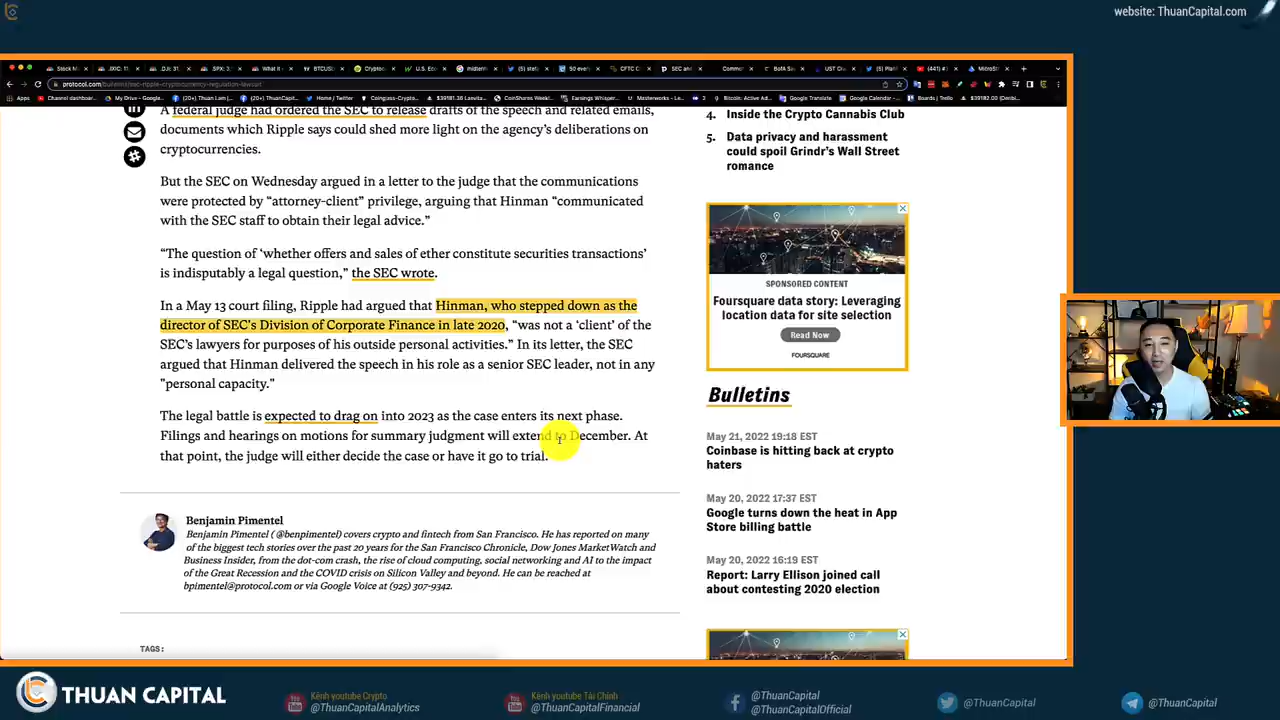 website: ThuanCapital.com
protocol.com/bulletins/sec-ripple-cryptocurrency-regulation-lawsuit
A federal judge had ordered the SEC to release drafts of the speech and related emails,
documents which Ripple says could shed more light on the agency's deliberations on
cryptocurrencies.
But the SEC on Wednesday argued in a letter to the judge that the communications
were protected by “attorney-client” privilege, arguing that Hinman “communicated
with the SEC staff to obtain their legal advice.”
“The question of ‘whether offers and sales of ether constitute securities transactions’
is indisputably a legal question,” the SEC wrote.
In a May 13 court filing, Ripple had argued that Hinman, who stepped down as the
director of SEC's Division of Corporate Finance in late 2020, “was not a ‘client’ of the
SEC's lawyers for purposes of his outside personal activities.” In its letter, the SEC
argued that Hinman delivered the speech in his role as a senior SEC leader, not in any
"personal capacity."
The legal battle is expected to drag on into 2023 as the case enters its next phase.
Filings and hearings on motions for summary judgment will extend to December. At
that point, the judge will either decide the case or have it go to trial.
Benjamin Pimentel
Benjamin Pimentel ( @benpimentel) covers crypto and fintech from San Francisco. He has reported on many
of the biggest tech stories over the past 20 years for the San Francisco Chronicle, Dow Jones MarketWatch and
Business Insider, from the dot-com crash, the rise of cloud computing, social networking and AI to the impact
of the Great Recession and the COVID crisis on Silicon Valley and beyond. He can be reached at
bpimentel@protocol.com or via Google Voice at (925) 307-9342.
TAGS:
4. Inside the Crypto Cannabis Club
5. Data privacy and harassment
could spoil Grindr's Wall Street
romance
SPONSORED CONTENT
Foursquare data story: Leveraging
location data for site selection
Read Now
FOURSQUARE
Bulletins
May 21, 2022 19:18 EST
Coinbase is hitting back at crypto
haters
May 20, 2022 17:37 EST
Google turns down the heat in App
Store billing battle
May 20, 2022 16:19 EST
Report: Larry Ellison joined call
about contesting 2020 election
THUAN CAPITAL
Kênh youtube Crypto
@ThuanCapitalAnalytics
Kênh youtube Tài Chính
@ThuanCapitalFinancial
@ThuanCapital
@ThuanCapitalOfficial
@ThuanCapital
@ThuanCapital